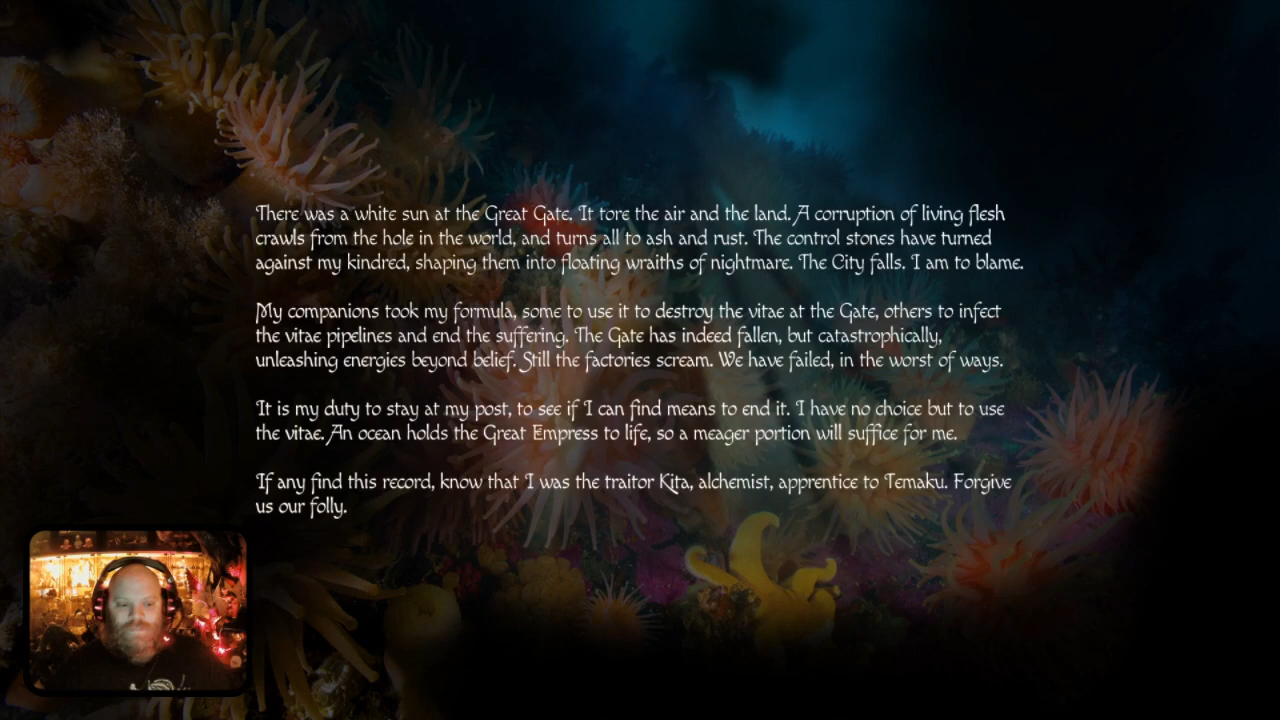 There was a white sun at the Great Gate. It tore the air and the land. A corruption of living flesh
crawls from the hole in the world, and turns all to ash and rust. The control stones have turned
against my kindred, shaping them into floating wraiths of nightmare. The City falls. I am to blame.
My companions took my formula, some to use it to destroy the vitae at the Gate, others to infect
the vitae pipelines and end the suffering. The Gate has indeed fallen, but catastrophically,
unleashing energies beyond belief. Still the factories scream. We have failed, in the worst of ways.
It is my duty to stay at my post, to see if I can find means to end it. I have no choice but to use
the vitae. An ocean holds the Great Empress to life, so a meager portion will suffice for me.
If any find this record, know that I was the traitor Kita, alchemist, apprentice to Temaku. Forgive
us our folly.